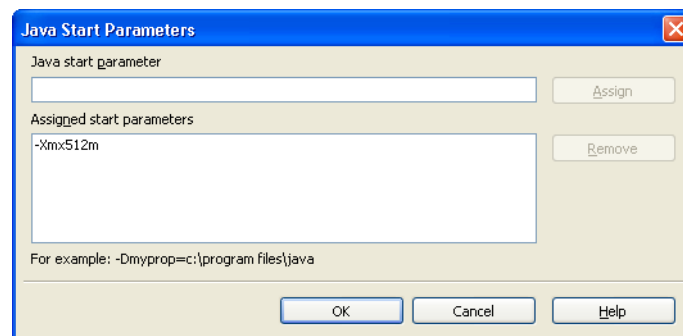 Java Start Parameters
Java start parameter
Assign
Assigned start parameters
-Xmx512m
Remove
For example: -Dmyprop=c:\program files\java
OK Cancel Help